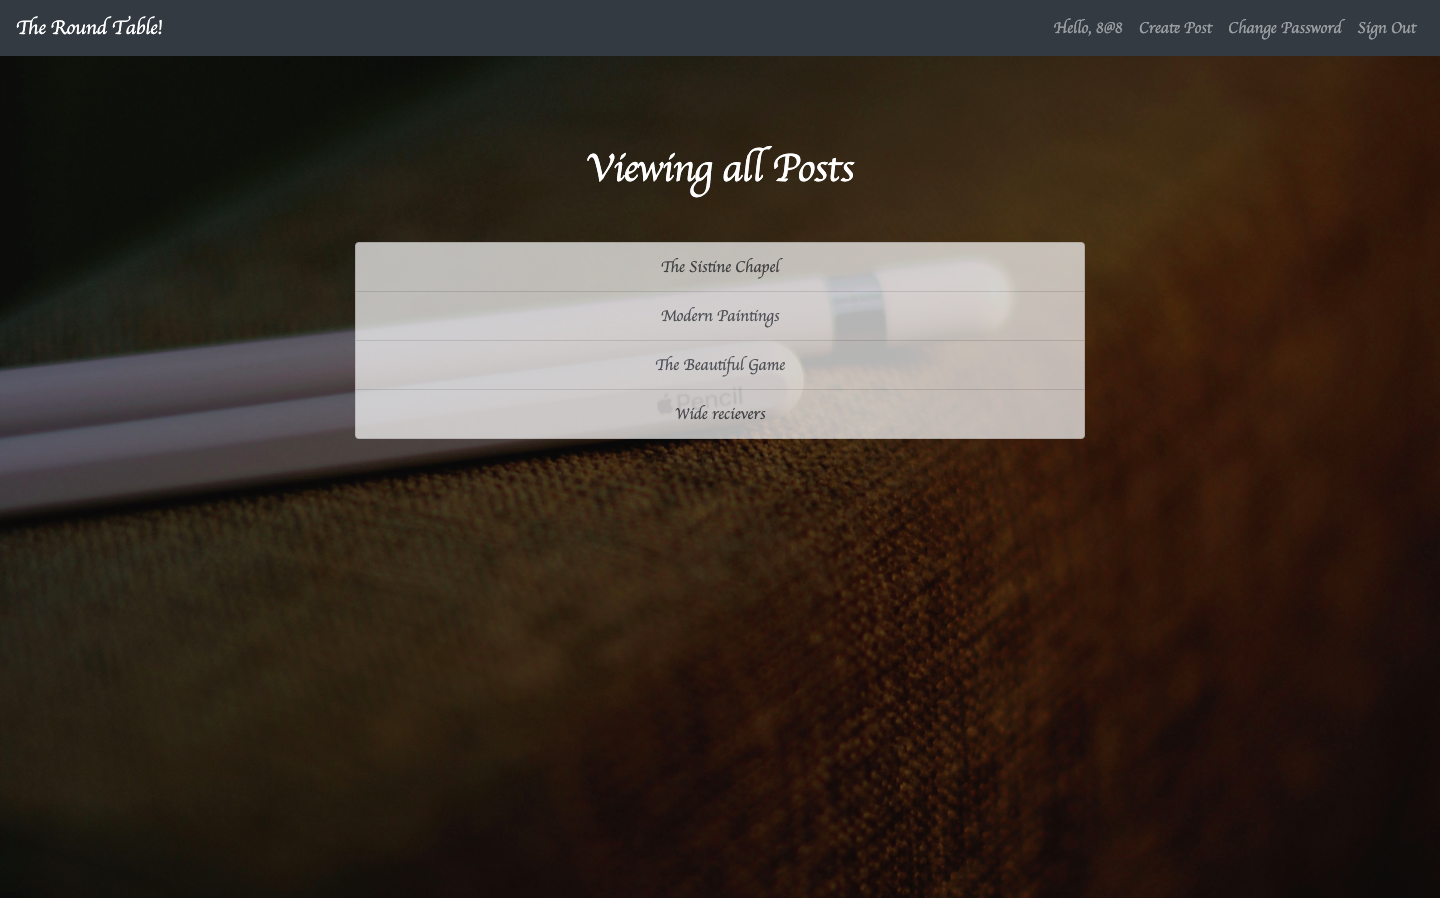 The Round Table!
Hello, 8@8 Create Post Change Password Sign Out
Viewing all Posts
The Sistine Chapel
Modern Paintings
The Beautiful Game
Pencil
Wide recievers